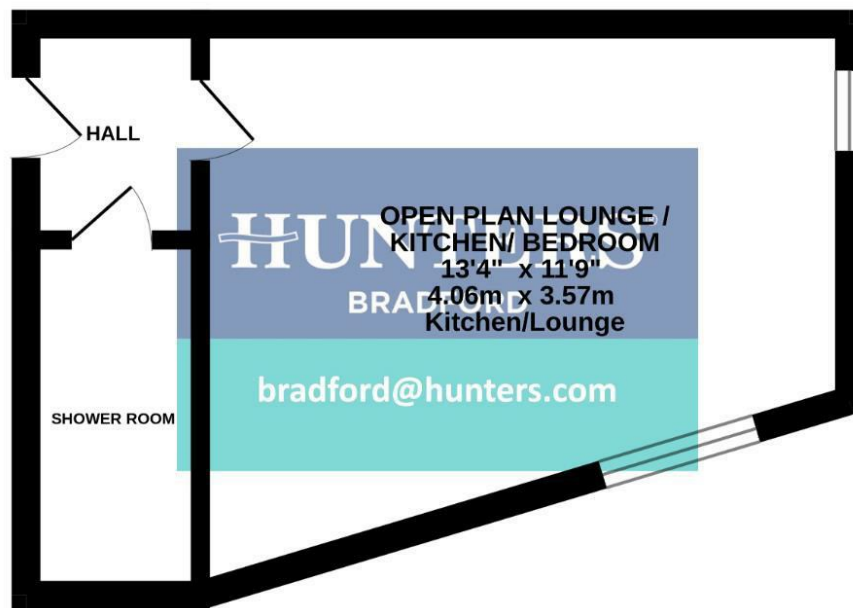 HALL
OPEN PLAN LOUNGE /
KITCHEN/ BEDROOM
13'4" x 11'9"
4.06m x 3.57m
Kitchen/Lounge
HUNTERS®
BRADFORD
bradford@hunters.com
SHOWER ROOM